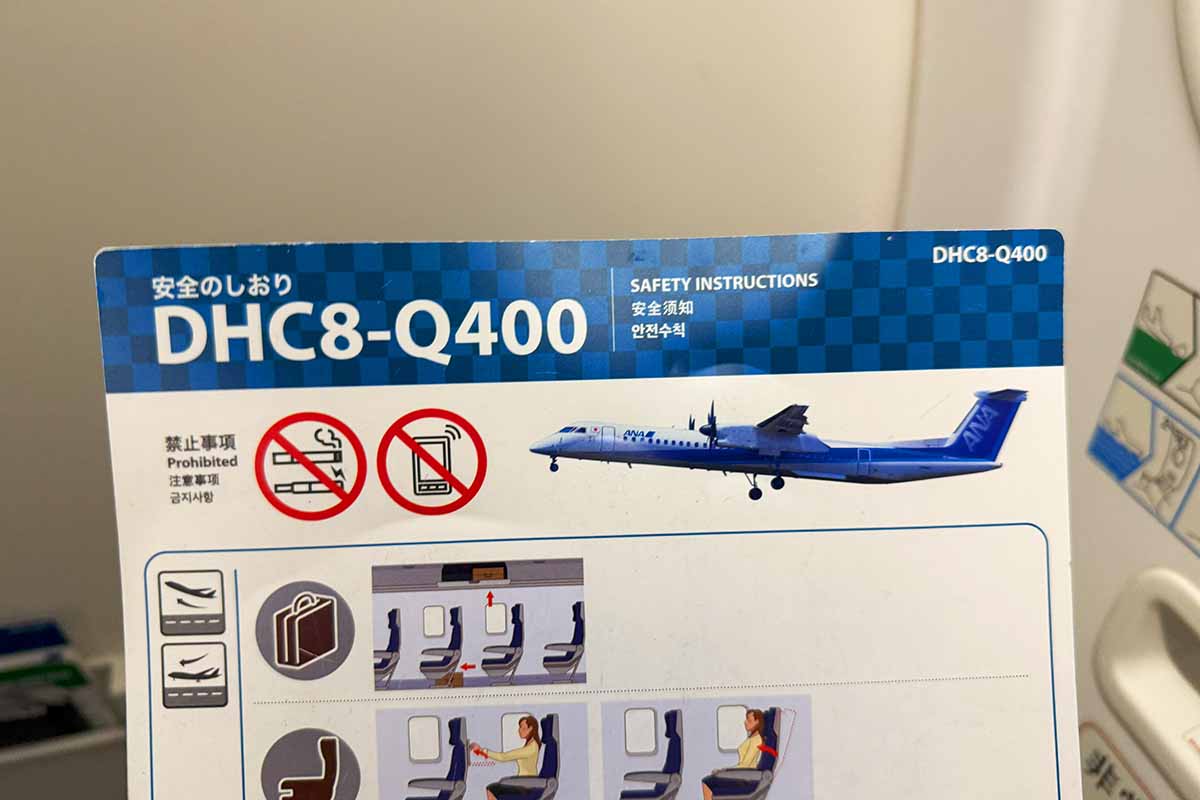 DHC8-Q400
安全のしおり
DHC8-Q400
SAFETY INSTRUCTIONS
安全须知
안전수칙
禁止事項
Prohibited
注意事项
금지사항
ANA
ANA
非